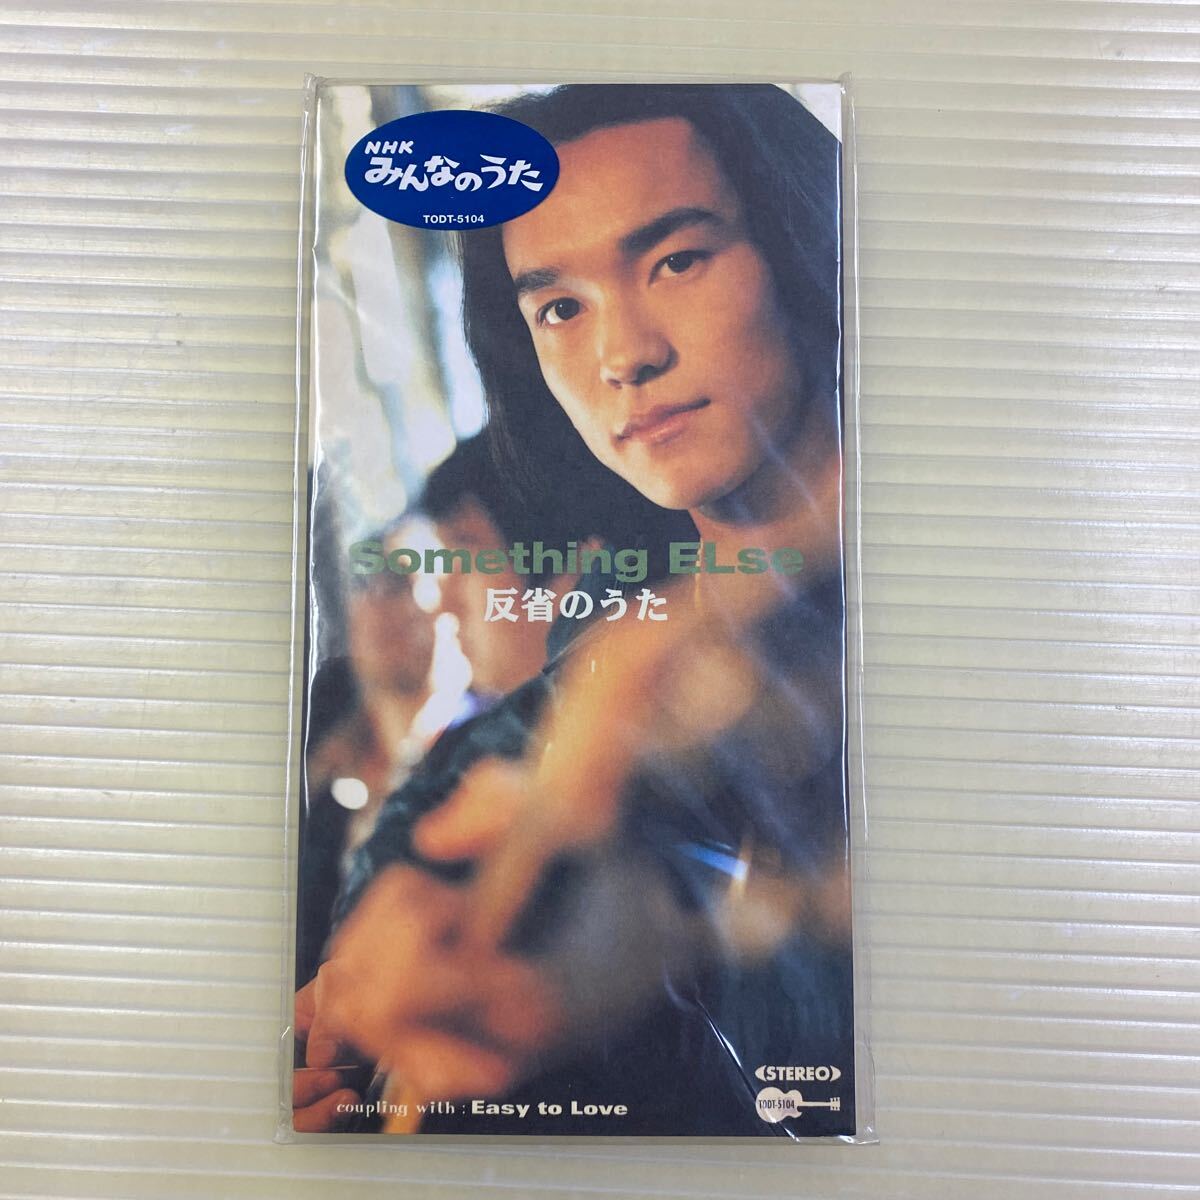 NHK
みんなのうた
TODT-5104
Something ELse
反省のうた
STEREO
TODT-5104
coupling with : Easy to Love